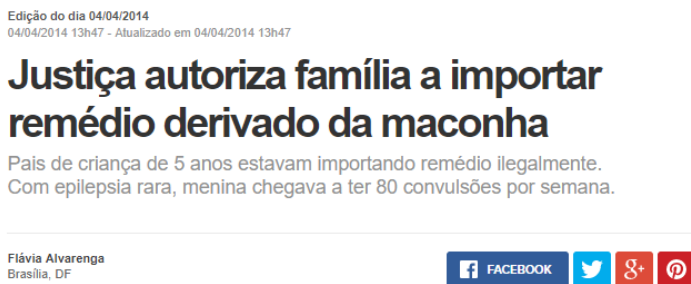 Edição do dia 04/04/2014
04/04/2014 13h47 - Atualizado em 04/04/2014 13h47
Justiça autoriza família a importar
remédio derivado da maconha
Pais de criança de 5 anos estavam importando remédio ilegalmente.
Com epilepsia rara, menina chegava a ter 80 convulsões por semana.
Flávia Alvarenga
Brasília, DF
FACEBOOK